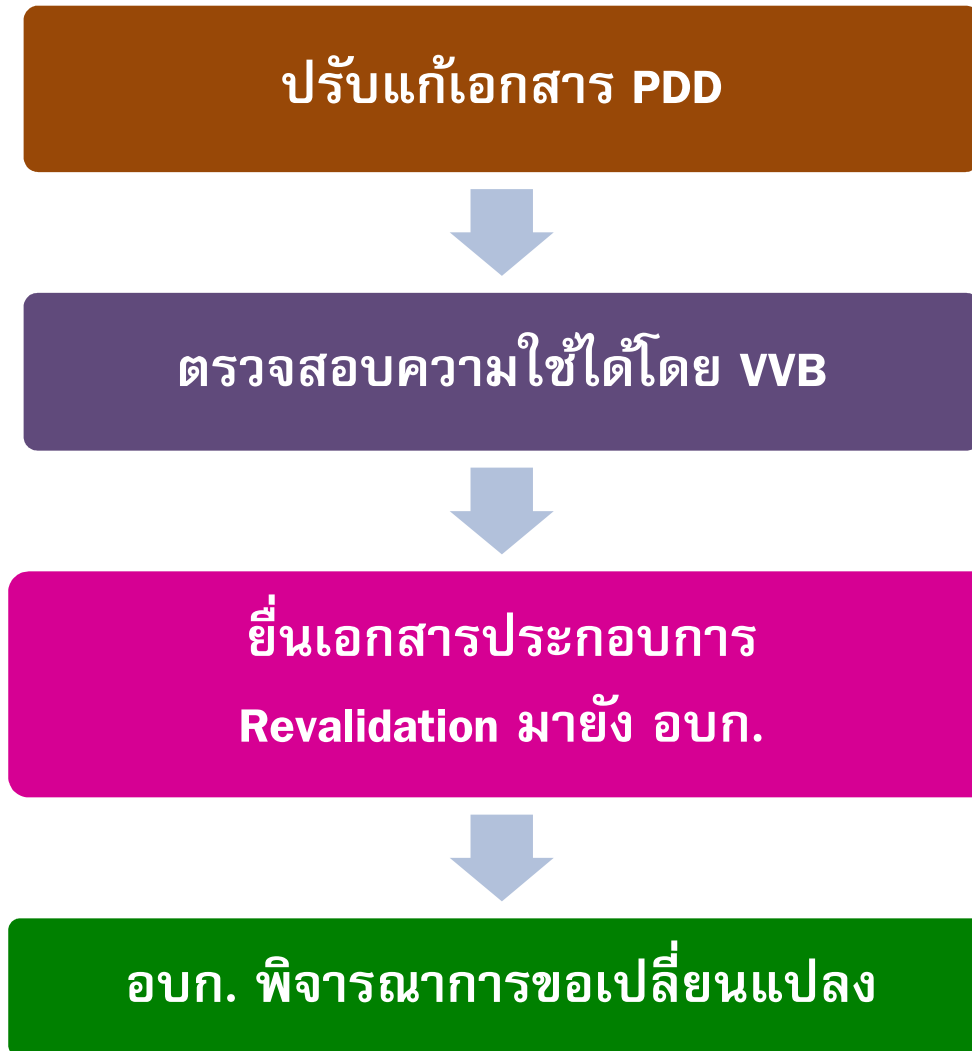 ปรับแก้เอกสาร PDD
ตรวจสอบความใช้ได้โดย VVB
ยื่นเอกสารประกอบการ
Revalidation มายัง อบก.
อบก. พิจารณาการขอเปลี่ยนแปลง